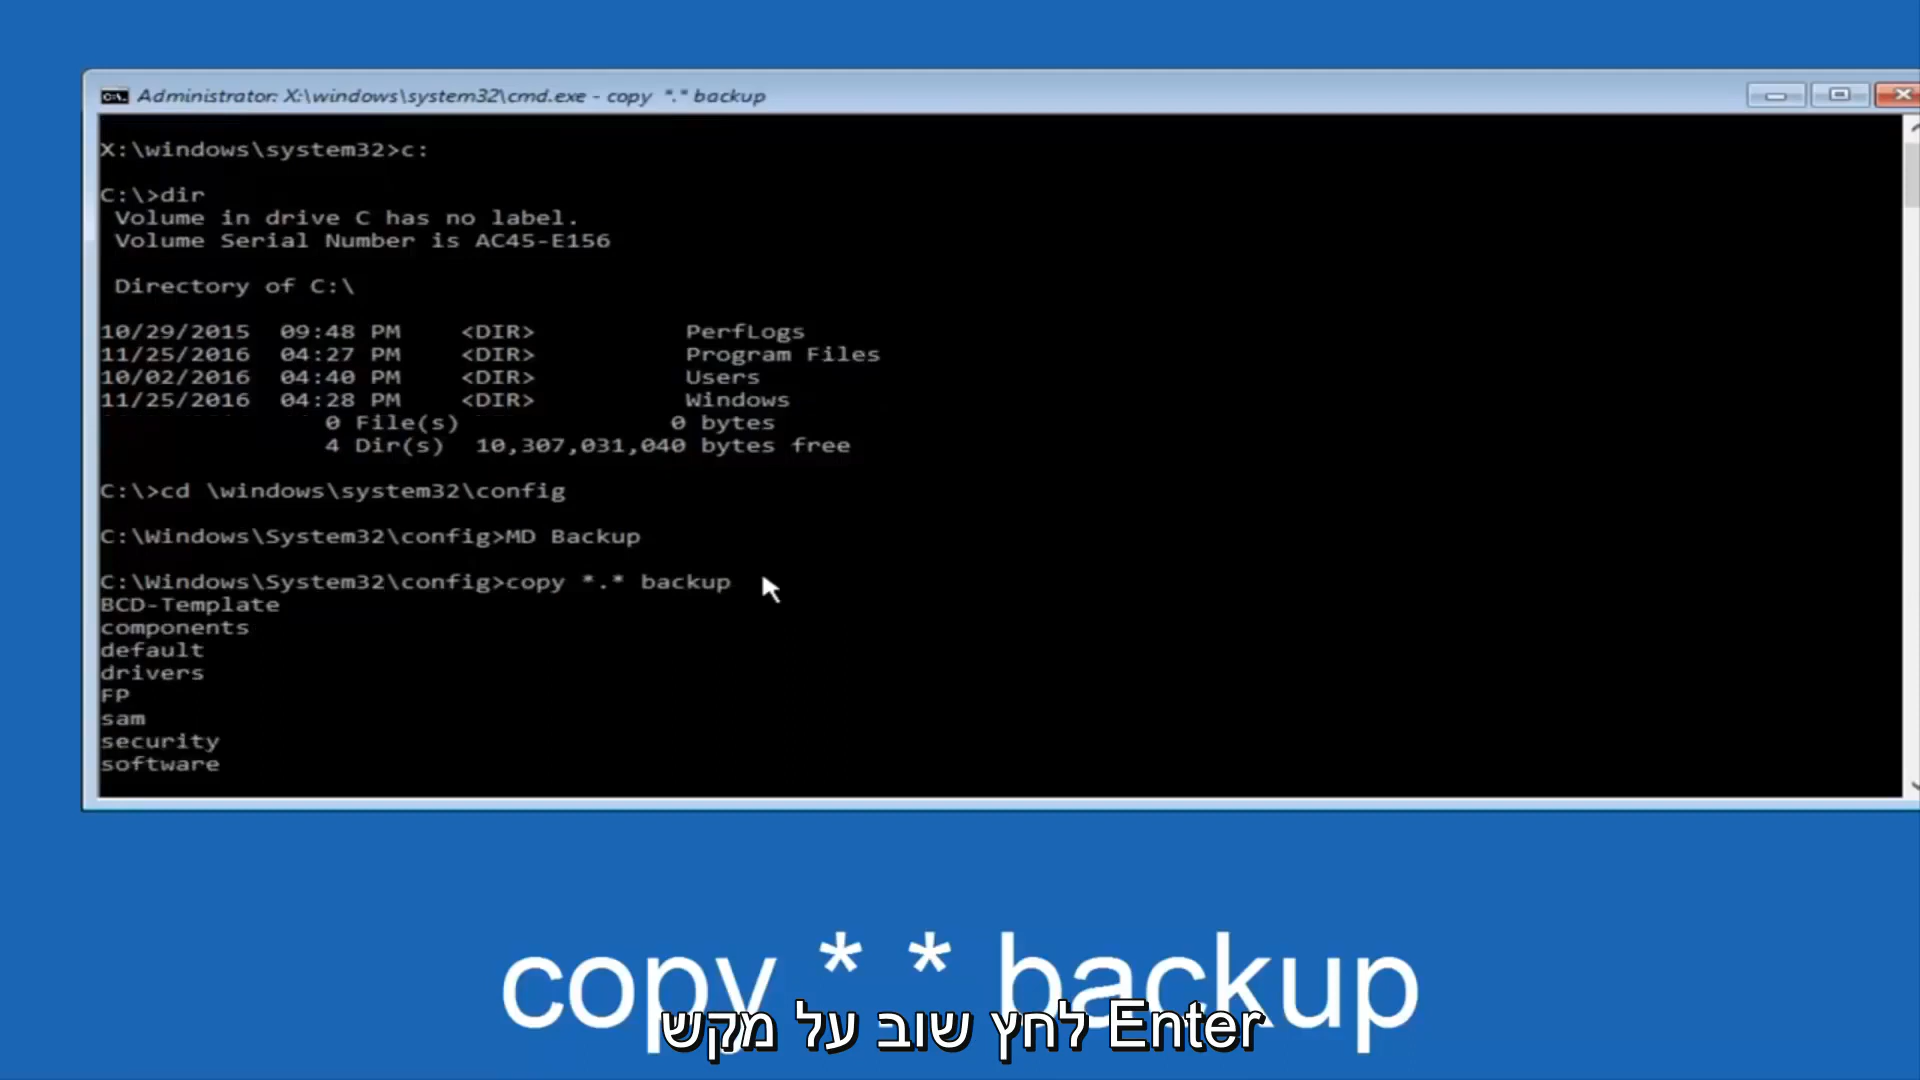 Administrator: X:\windows\system32\cmd.exe - copy *.* backup
X:\windows\system32>c:
C:\>dir
Volume in drive C has no label.
Volume Serial Number is AC45-E156
Directory of C:\
10/29/2015 09:48 PM <DIR> PerfLogs
11/25/2016 04:27 PM <DIR> Program Files
10/02/2016 04:40 PM <DIR> Users
11/25/2016 04:28 PM <DIR> Windows
0 File(s) 0 bytes
4 Dir(s) 10,307,031,040 bytes free
C:\>cd \windows\system32\config
C:\Windows\System32\config>MD Backup
C:\Windows\System32\config>copy *.* backup
BCD-Template
components
default
drivers
FP
sam
security
software
copy * * backup
לחץ שוב על מקש Enter